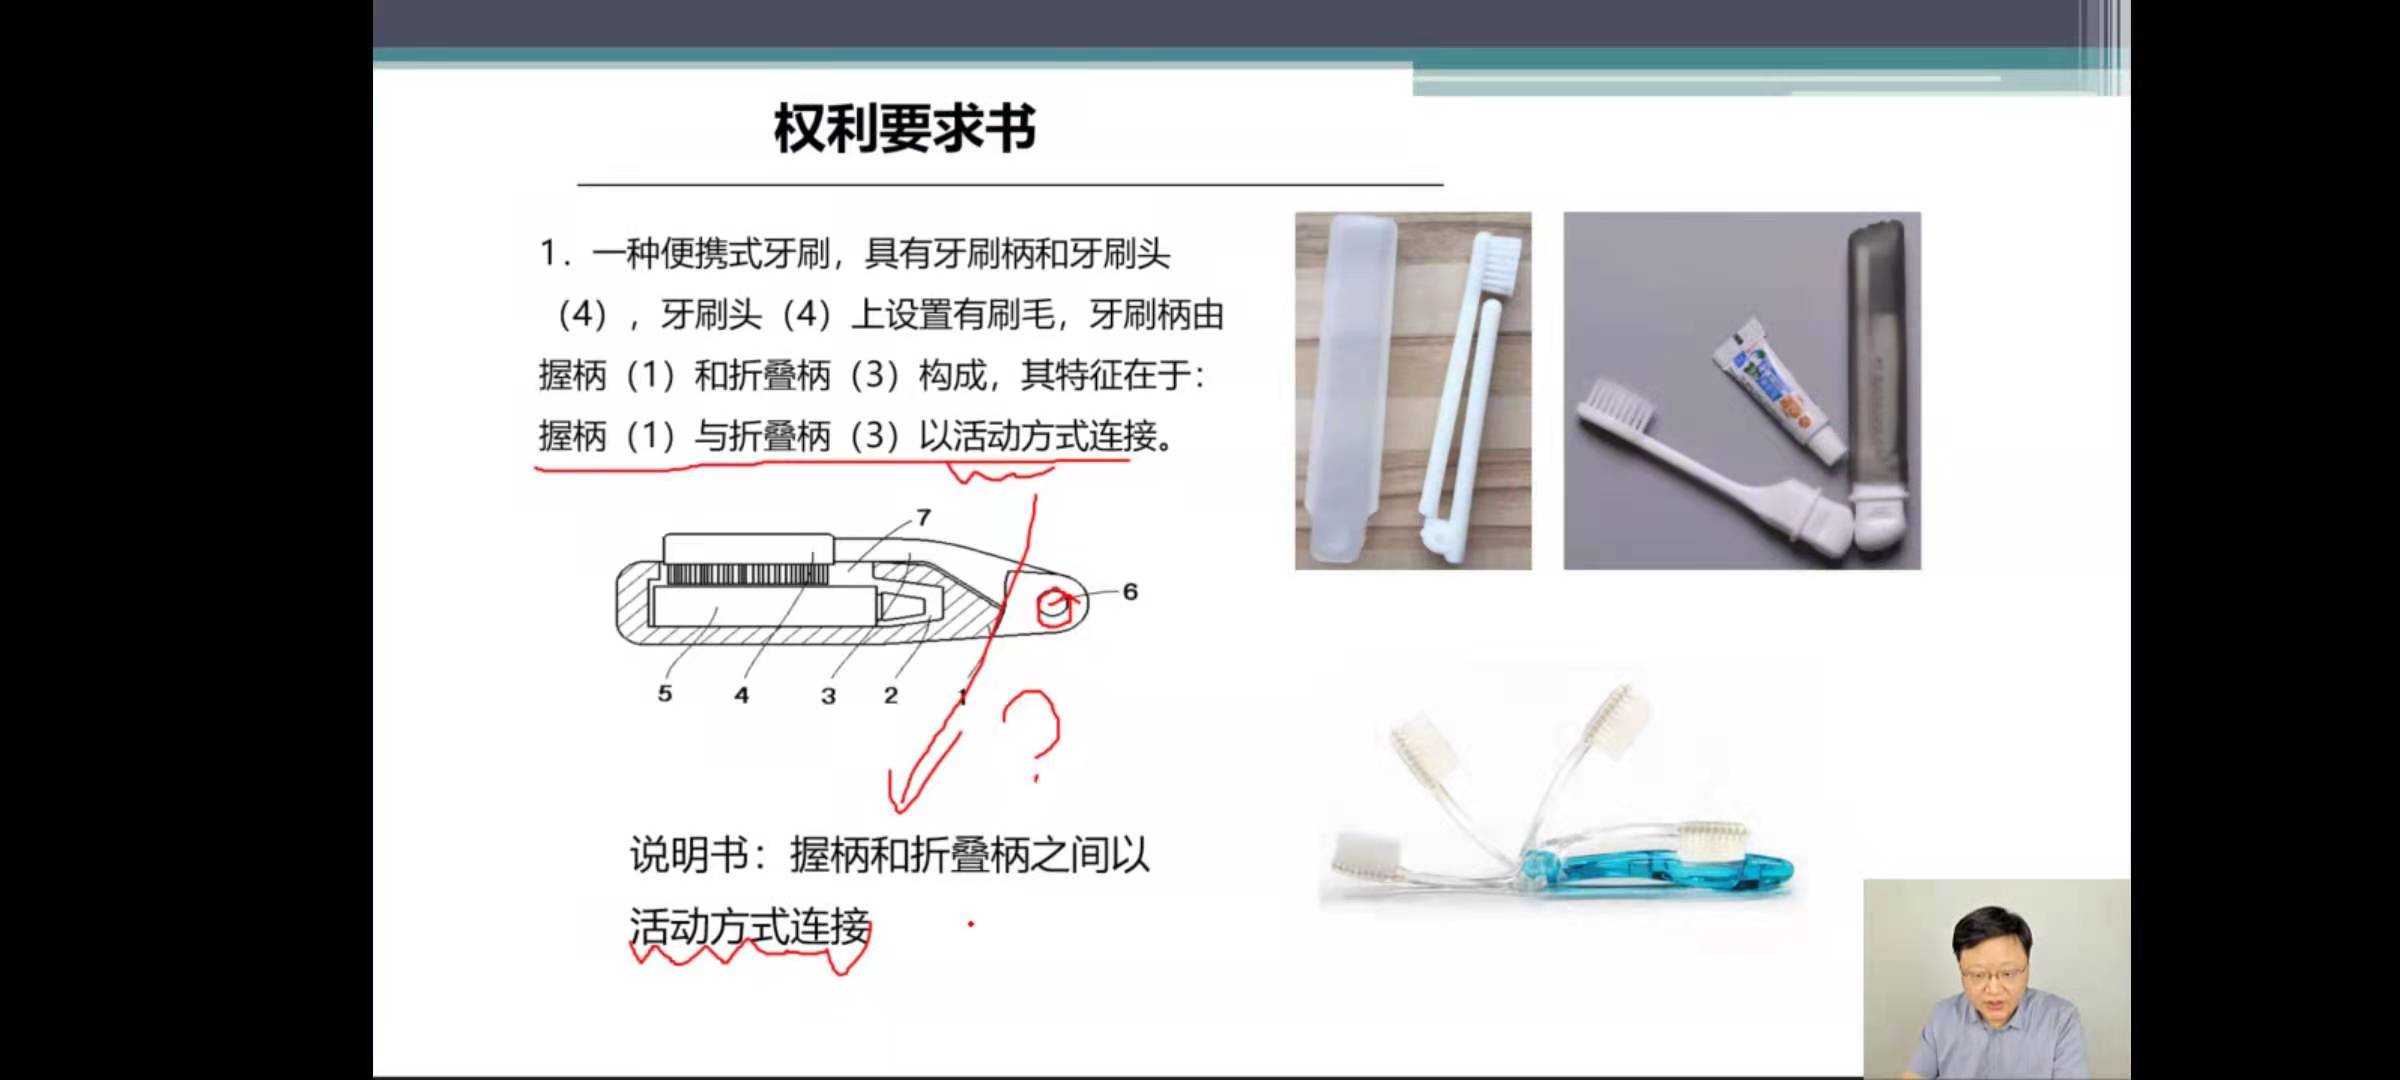 权利要求书
1．一种便携式牙刷，具有牙刷柄和牙刷头
（4），牙刷头（4）上设置有刷毛，牙刷柄由
握柄（1）和折叠柄（3）构成，其特征在于：
握柄（1）与折叠柄（3）以活动方式连接。
7
6
5 4 3 2 1
?
说明书：握柄和折叠柄之间以
活动方式连接